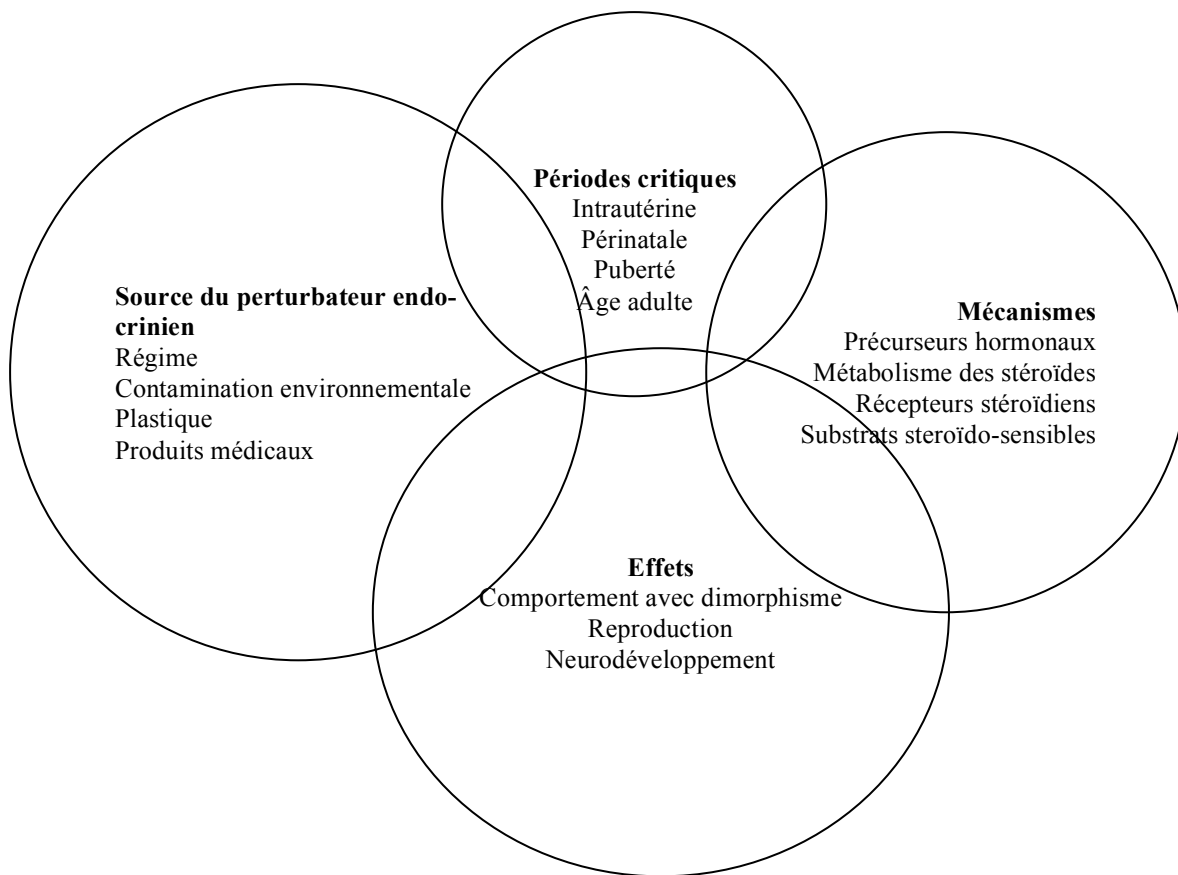 Périodes critiques
Intrautérine
Périnatale
Puberté
Âge adulte
Source du perturbateur endo-
crinien
Régime
Contamination environnementale
Plastique
Produits médicaux
Mécanismes
Précurseurs hormonaux
Métabolisme des stéroïdes
Récepteurs stéroïdiens
Substrats steroïdo-sensibles
Effets
Comportement avec dimorphisme
Reproduction
Neurodéveloppement